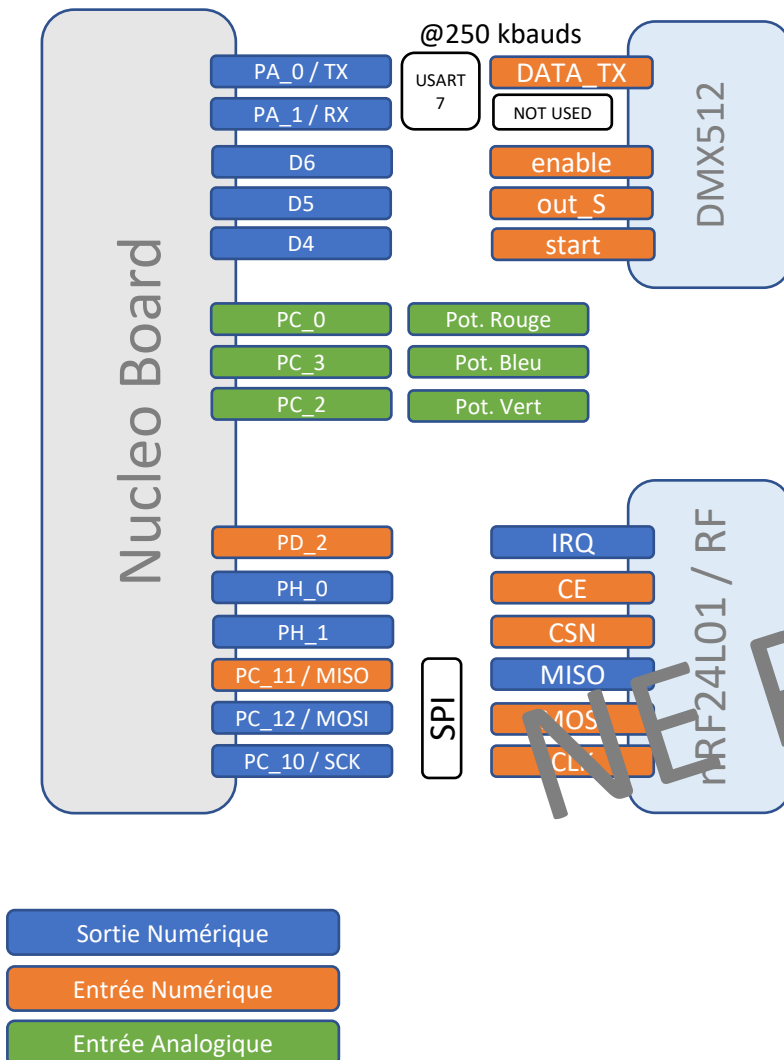 @250 kbauds
PA_0 / TX
USART
7
DATA_TX
PA_1 / RX
NOT USED
D6
enable
D5
out_S
D4
start
DMX512
Nucleo Board
PC_0
Pot. Rouge
PC_3
Pot. Bleu
PC_2
Pot. Vert
PD_2
IRQ
PH_0
CE
PH_1
CSN
PC_11 / MISO
MISO
PC_12 / MOSI
MOSI
PC_10 / SCK
CLK
SPI
nRF24L01 / RF
NE
Sortie Numérique
Entrée Numérique
Entrée Analogique